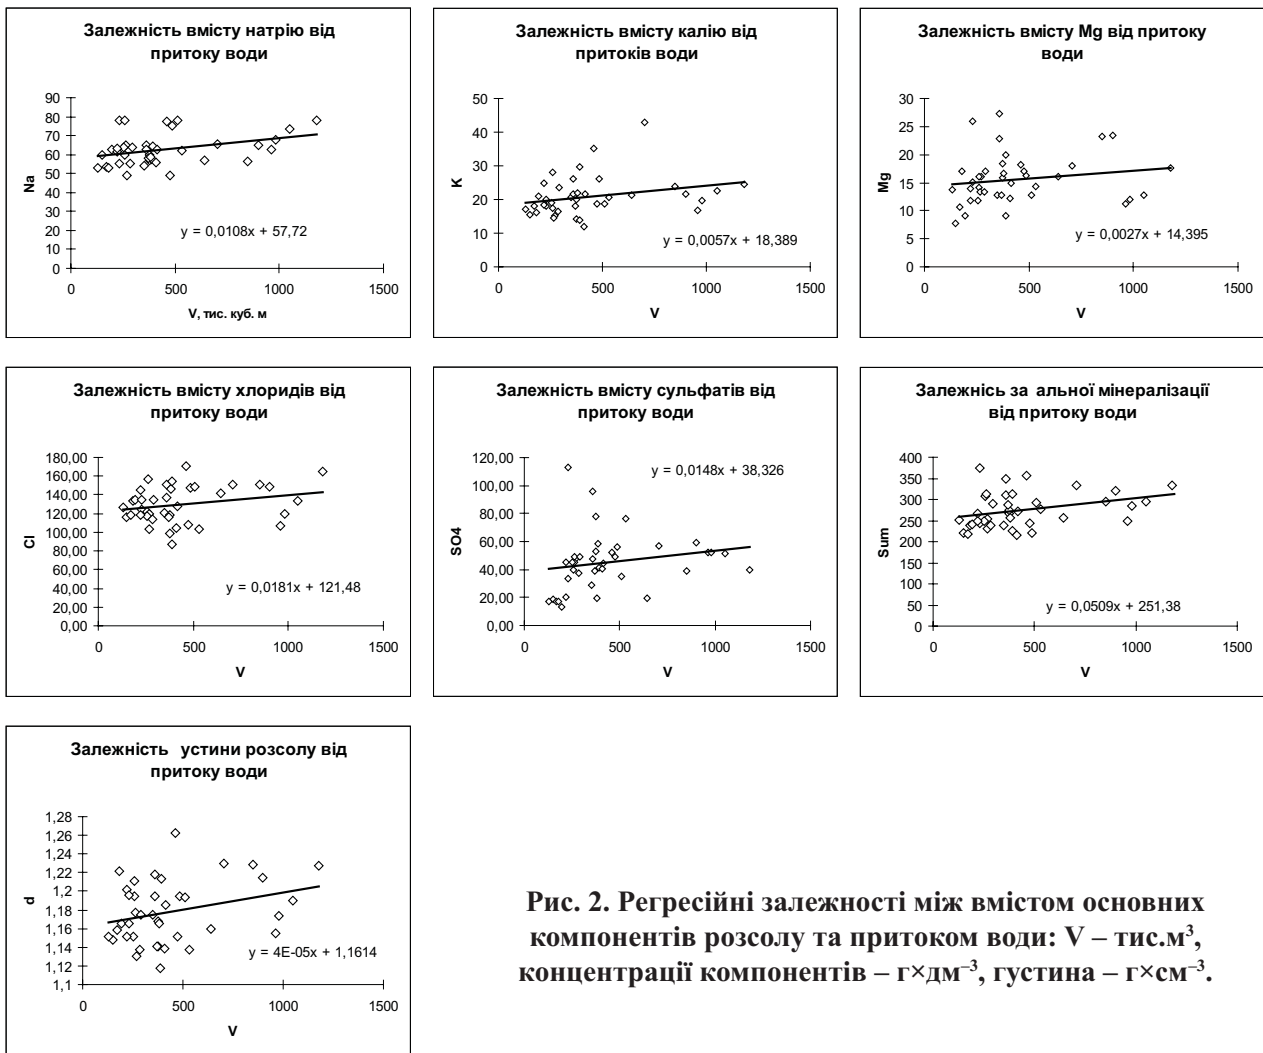 Залежність вмісту натрію від
притоку води
90
80
70
60
50
40
30
20
10
0
Na
y = 0,0108x + 57,72
0 500 1000 1500
V, тис. куб. м
Залежність вмісту калію від
притоків води
50
40
30
20
10
0
K
y = 0,0057x + 18,389
0 500 1000 1500
V
Залежність вмісту Mg від притоку
води
30
25
20
15
10
5
0
Mg
y = 0,0027x + 14,395
0 500 1000 1500
V
Залежність вмісту хлоридів від
притоку води
180,00
160,00
140,00
120,00
100,00
80,00
60,00
40,00
20,00
0,00
Cl
y = 0,0181x + 121,48
0 500 1000 1500
V
Залежність вмісту сульфатів від
притоку води
120,00
100,00
80,00
60,00
40,00
20,00
0,00
SO4
y = 0,0148x + 38,326
0 500 1000 1500
V
Залежнісь за альної мінералізації
від притоку води
400
350
300
250
200
150
100
50
0
Sum
y = 0,0509x + 251,38
0 500 1000 1500
V
Залежність устини розсолу від
притоку води
1,28
1,26
1,24
1,22
1,2
1,18
1,16
1,14
1,12
1,1
d
y = 4E-05x + 1,1614
0 500 1000 1500
V
Рис. 2. Регресійні залежності між вмістом основних
компонентів розсолу та притоком води: V – тис.м³,
концентрації компонентів – г×дм⁻³, густина – г×см⁻³.